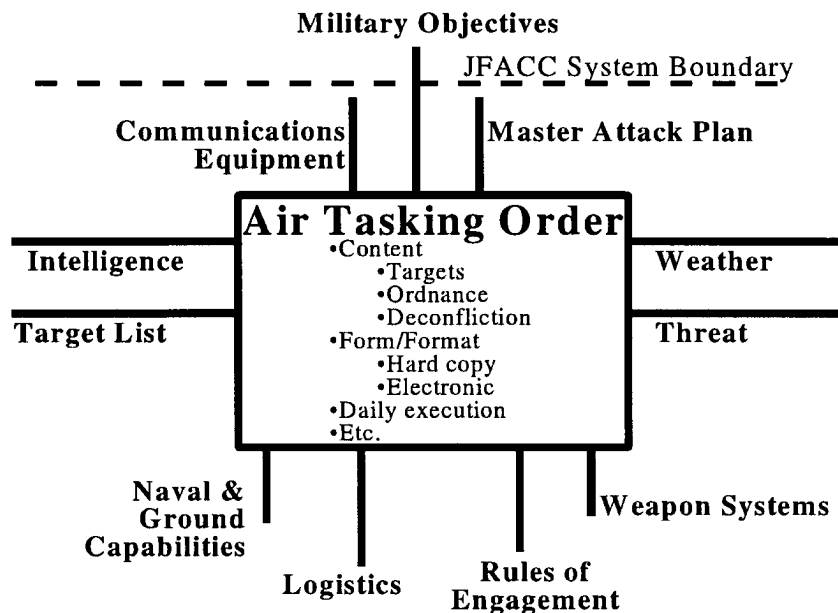 Military Objectives
JFACC System Boundary
Communications
Equipment
Master Attack Plan
Air Tasking Order
•Content
•Targets
•Ordnance
•Deconfliction
•Form/Format
•Hard copy
•Electronic
•Daily execution
•Etc.
Intelligence
Target List
Weather
Threat
Naval &
Ground
Capabilities
Logistics
Rules of
Engagement
Weapon Systems